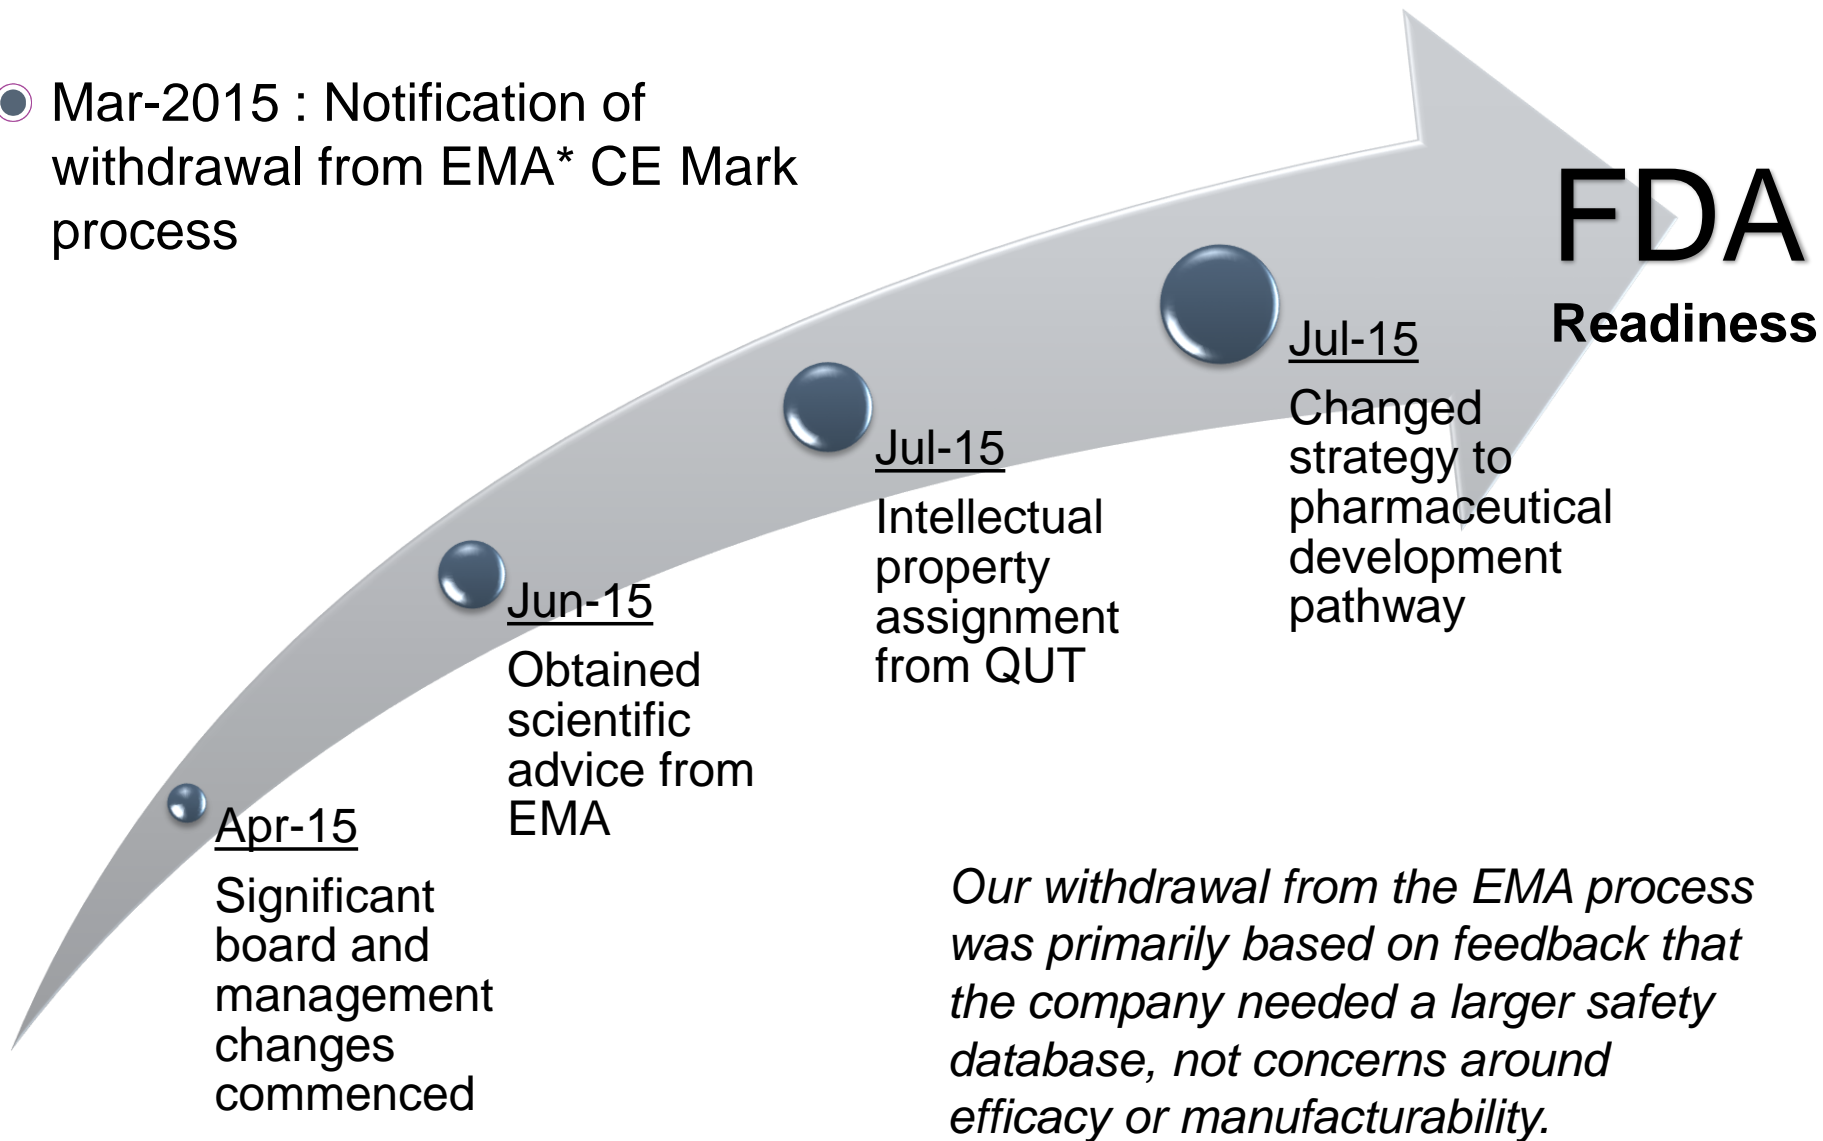 Mar-2015 : Notification of
withdrawal from EMA* CE Mark
process
FDA
Readiness
Jul-15
Changed
strategy to
pharmaceutical
development
pathway
Jul-15
Intellectual
property
assignment
from QUT
Jun-15
Obtained
scientific
advice from
EMA
Apr-15
Significant
board and
management
changes
commenced
Our withdrawal from the EMA process
was primarily based on feedback that
the company needed a larger safety
database, not concerns around
efficacy or manufacturability.